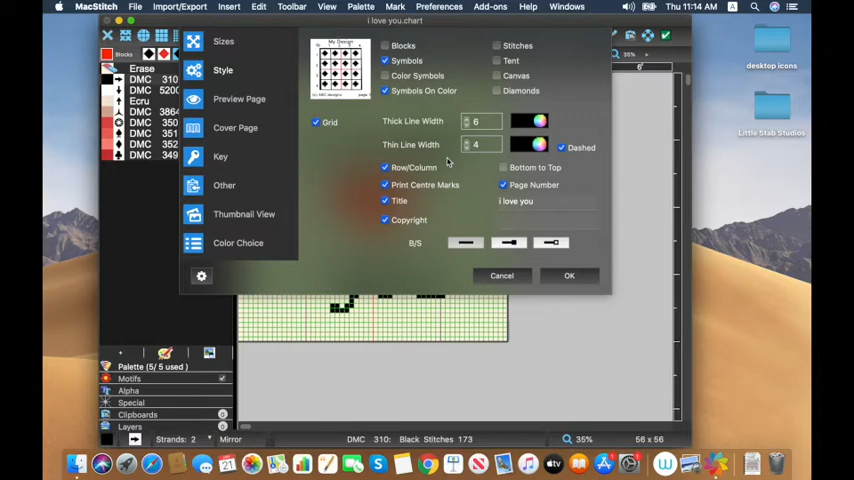 MacStitch File Import/Export Insert Edit Toolbar View Palette Mark Preferences Add-ons Help Windows Thu 11:14 AM A
i love you.chart
Blocks
35%
6"
Erase
DMC 310
DMC 5200
Ecru
DMC 3864
DMC 350
DMC 351
DMC 352
DMC 349
Sizes
Style
Preview Page
Cover Page
Key
Other
Thumbnail View
Color Choice
My Design
Blocks
Symbols
Color Symbols
Symbols On Color
Stitches
Tent
Canvas
Diamonds
Grid
Thick Line Width 6
Thin Line Width 4 Dashed
Row/Column Bottom to Top
Print Centre Marks Page Number
Title i love you
Copyright
B/S
Cancel OK
Palette (5/ 5 used )
Motifs
Alpha
Special
Clipboards
Layers
Strands: 2 Mirror DMC 310: Black Stitches 173 35% 56 x 56
desktop icons
Little Stab Studios